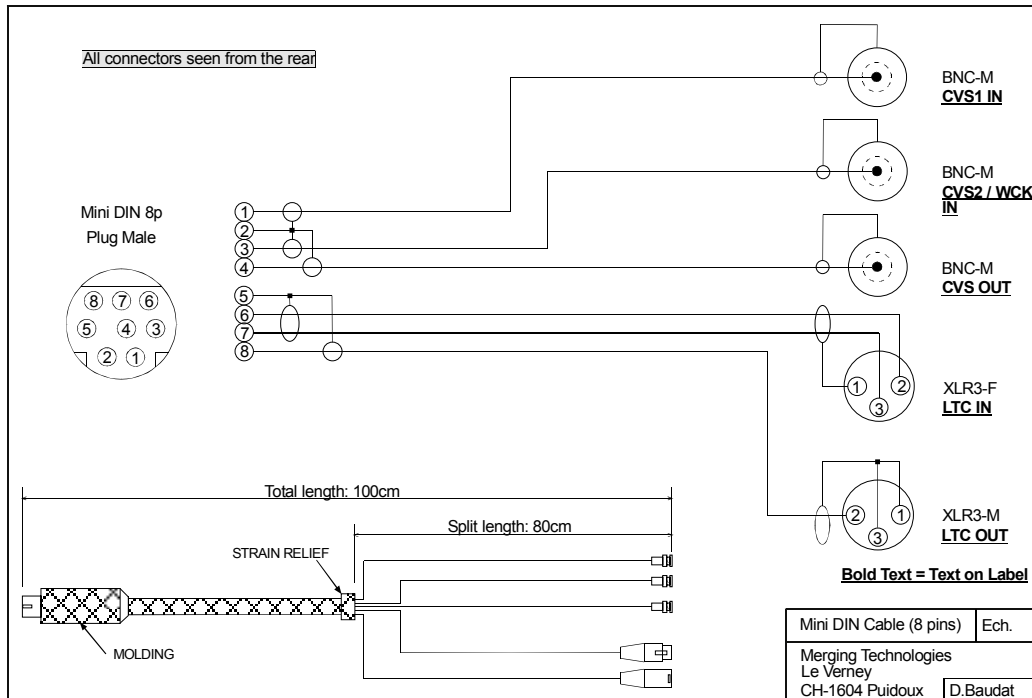 All connectors seen from the rear
BNC-M
CVS1 IN
BNC-M
CVS2 / WCK
IN
BNC-M
CVS OUT
Mini DIN 8p
Plug Male
8 7 6
5 4 3
2 1
1
2
3
4
5
6
7
8
1 2
3
XLR3-F
LTC IN
2 1
3
XLR3-M
LTC OUT
Total length: 100cm
Split length: 80cm
STRAIN RELIEF
MOLDING
Bold Text = Text on Label
Mini DIN Cable (8 pins) Ech.
Merging Technologies
Le Verney
CH-1604 Puidoux D.Baudat